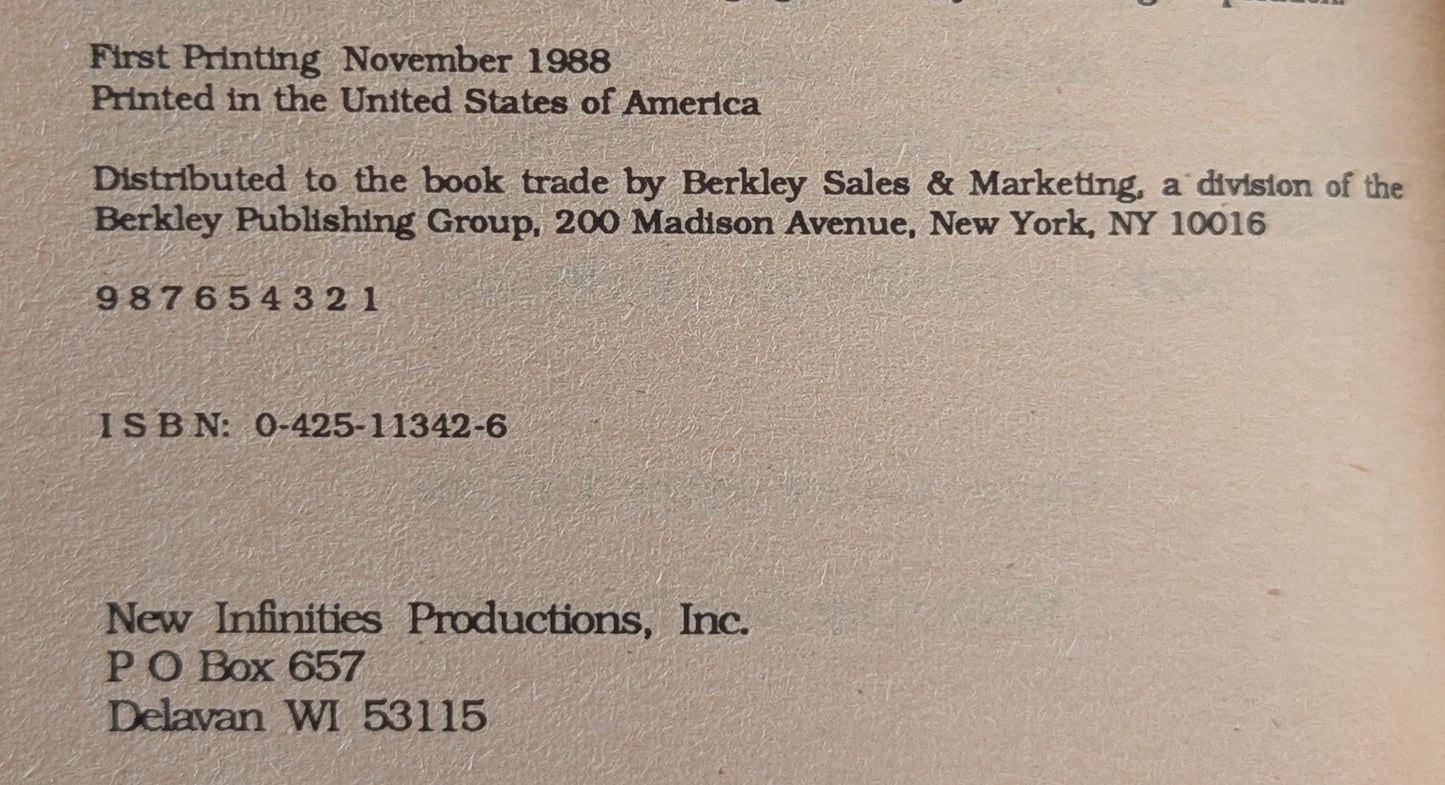 First Printing November 1988
Printed in the United States of America
Distributed to the book trade by Berkley Sales & Marketing, a division of the
Berkley Publishing Group, 200 Madison Avenue, New York, NY 10016
9 8 7 6 5 4 3 2 1
I S B N: 0-425-11342-6
New Infinities Productions, Inc.
P O Box 657
Delavan WI 53115